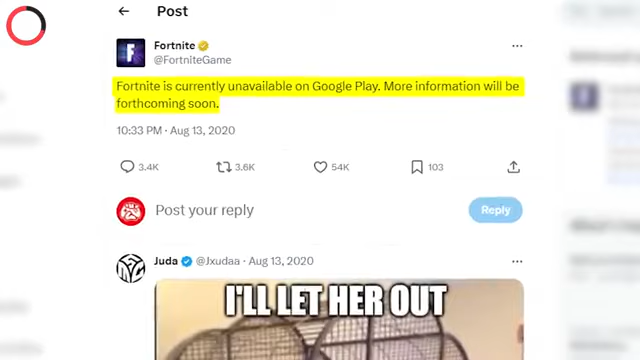 Post
Fortnite
@FortniteGame
Fortnite is currently unavailable on Google Play. More information will be
forthcoming soon.
10:33 PM · Aug 13, 2020
3.4K 3.6K 54K 103
Post your reply
Reply
Juda @Jxudaa · Aug 13, 2020
I'LL LET HER OUT